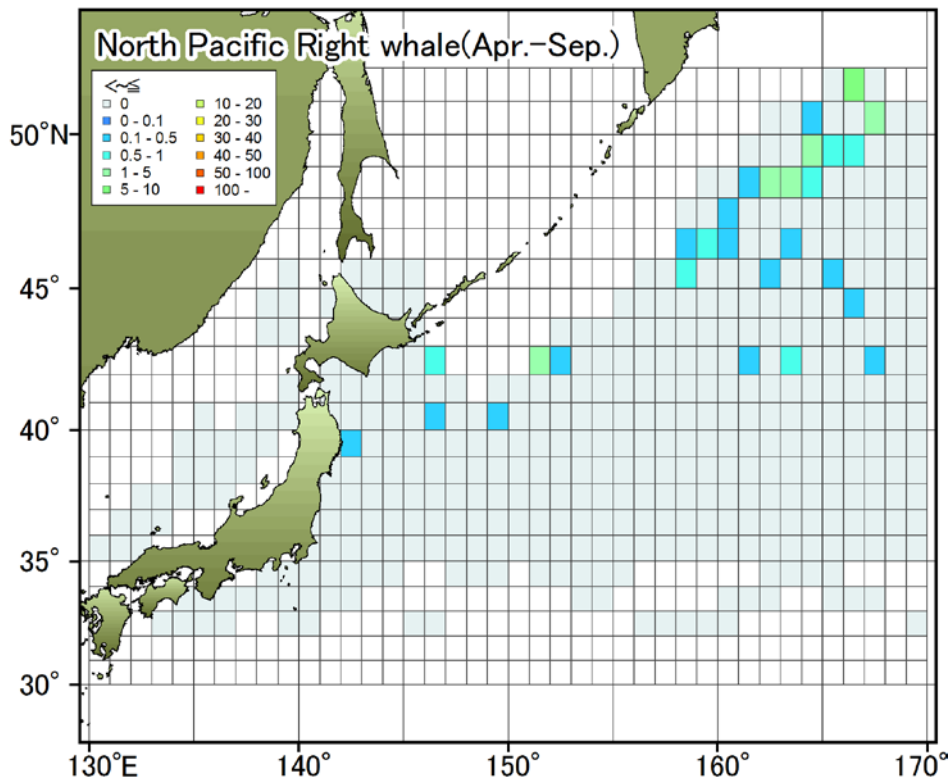 North Pacific Right whale(Apr.-Sep.)
<~≦
0 10 - 20
0 - 0.1 20 - 30
0.1 - 0.5 30 - 40
0.5 - 1 40 - 50
1 - 5 50 - 100
5 - 10 100 -
50°N
45°
40°
35°
30°
130°E 140° 150° 160° 170°